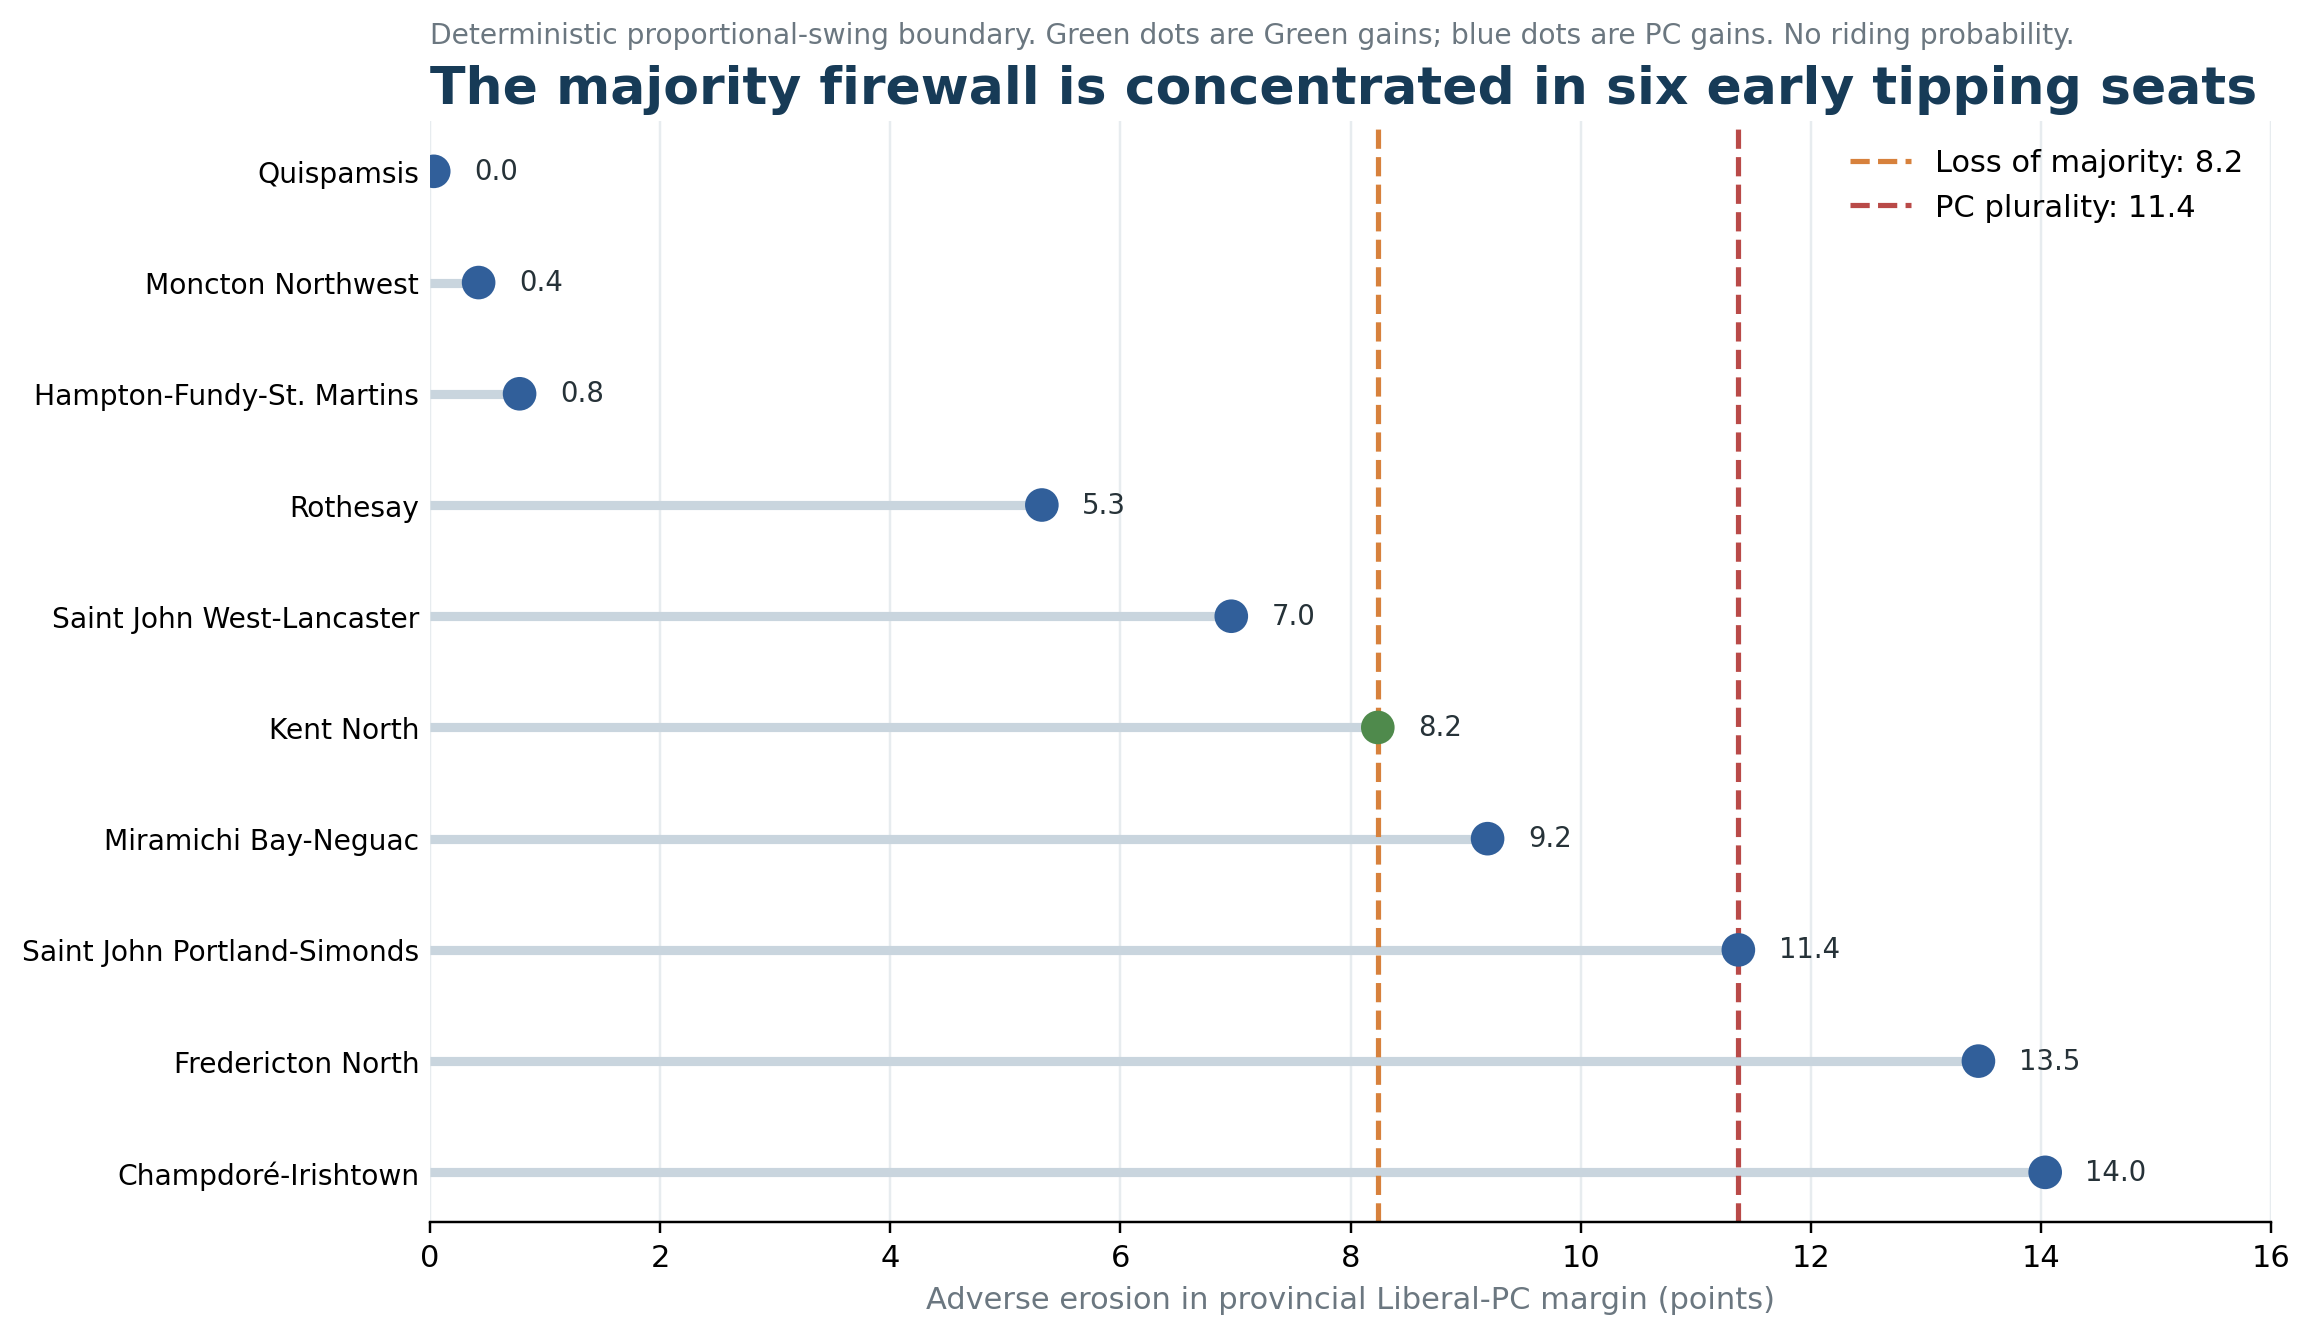 Deterministic proportional-swing boundary. Green dots are Green gains; blue dots are PC gains. No riding probability.
The majority firewall is concentrated in six early tipping seats
Loss of majority: 8.2
PC plurality: 11.4
Quispamsis 0.0
Moncton Northwest 0.4
Hampton-Fundy-St. Martins 0.8
Rothesay 5.3
Saint John West-Lancaster 7.0
Kent North 8.2
Miramichi Bay-Neguac 9.2
Saint John Portland-Simonds 11.4
Fredericton North 13.5
Champdoré-Irishtown 14.0
0 2 4 6 8 10 12 14 16
Adverse erosion in provincial Liberal-PC margin (points)